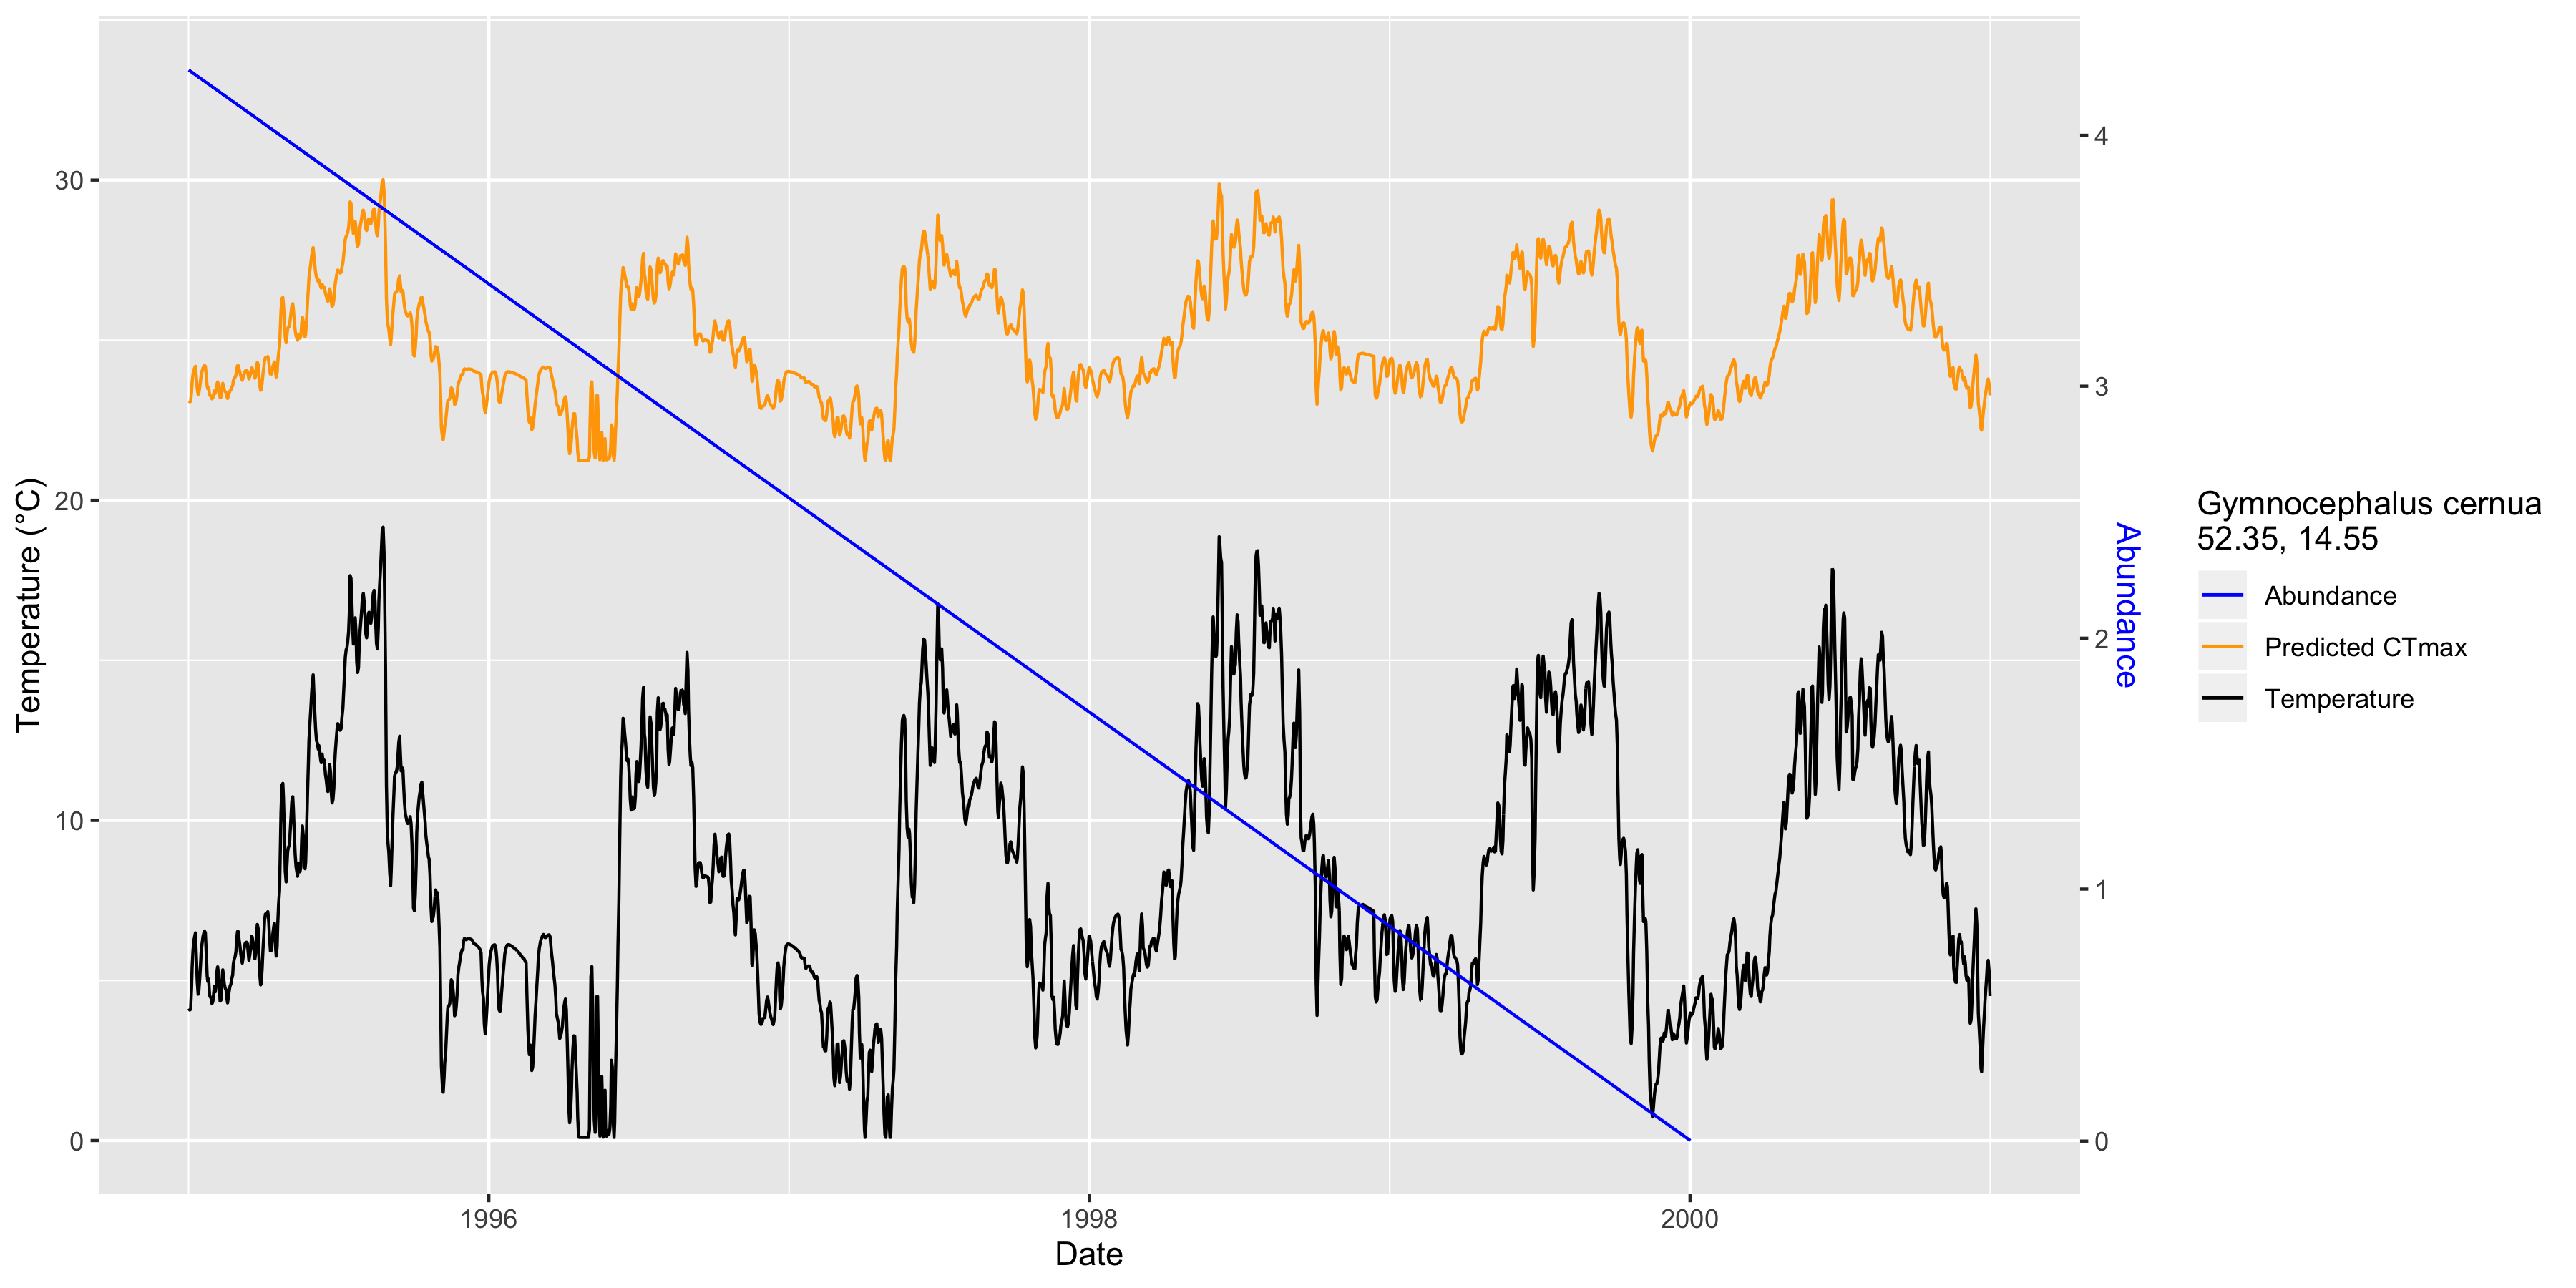 30
20
10
0
Temperature (°C)
1996
1998
2000
Date
4
3
2
1
0
Abundance
Gymnocephalus cernua
52.35, 14.55
Abundance
Predicted CTmax
Temperature